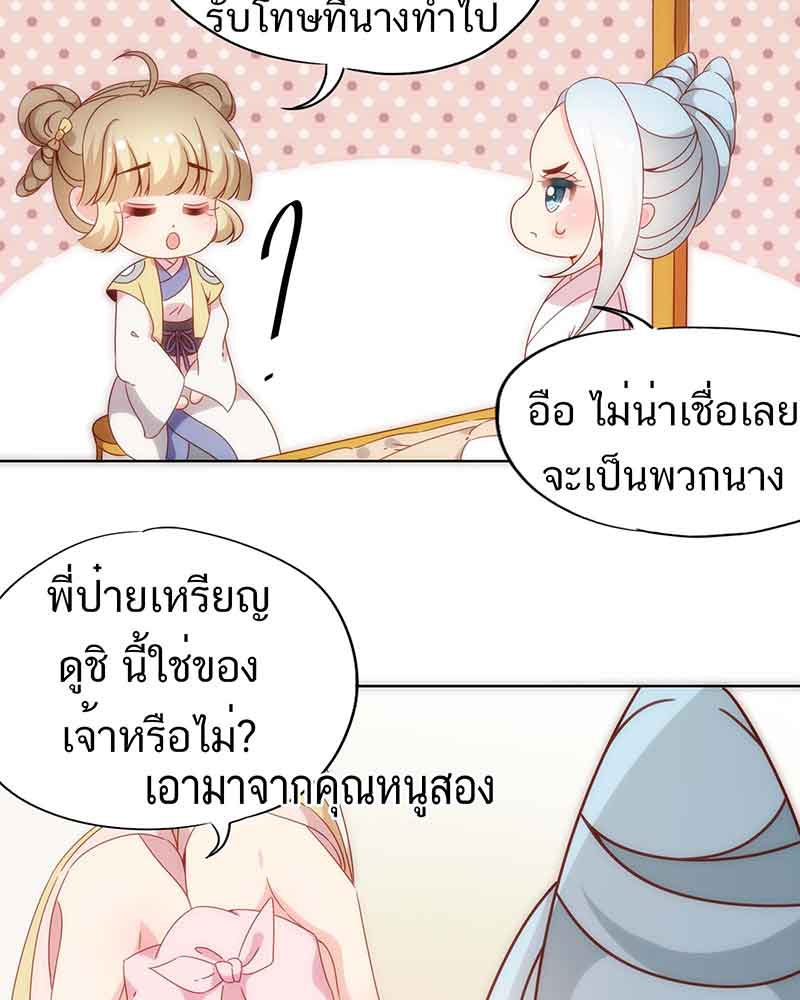 รับโทษที่นางทำไป
อือ ไม่น่าเชื่อเลย
จะเป็นพวกนาง
พี่ป๋ายเหรียญ
ดูชิ นี้ใช่ของ
เจ้าหรือไม่?
เอามาจากคุณหนูสอง